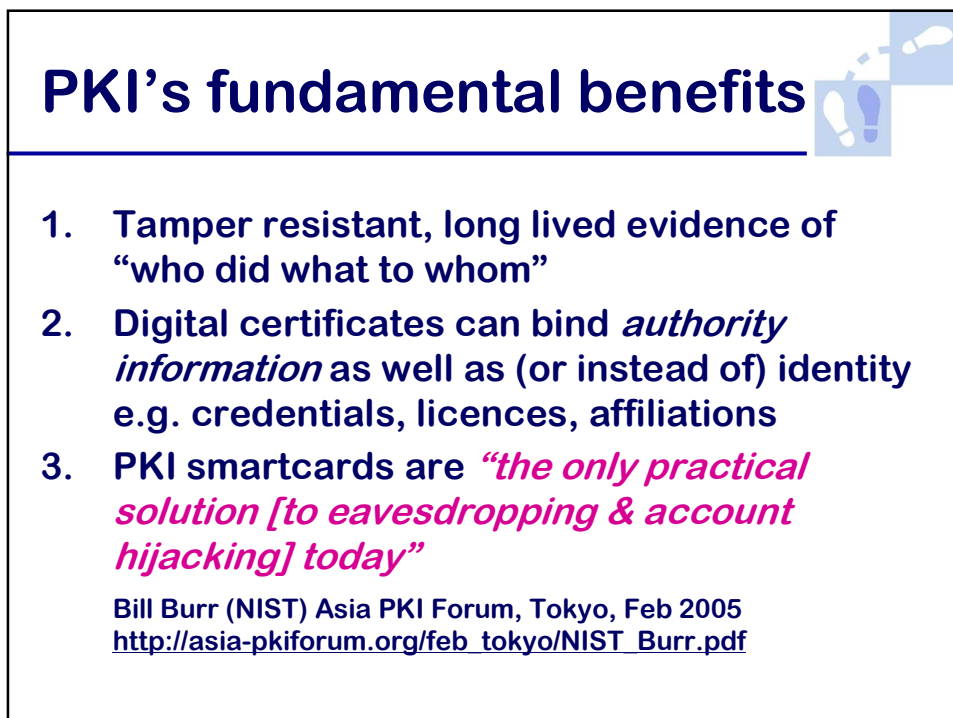 PKI’s fundamental benefits
1. Tamper resistant, long lived evidence of
“who did what to whom”
2. Digital certificates can bind authority
information as well as (or instead of) identity
e.g. credentials, licences, affiliations
3. PKI smartcards are “the only practical
solution [to eavesdropping & account
hijacking] today”
Bill Burr (NIST) Asia PKI Forum, Tokyo, Feb 2005
http://asia-pkiforum.org/feb_tokyo/NIST_Burr.pdf